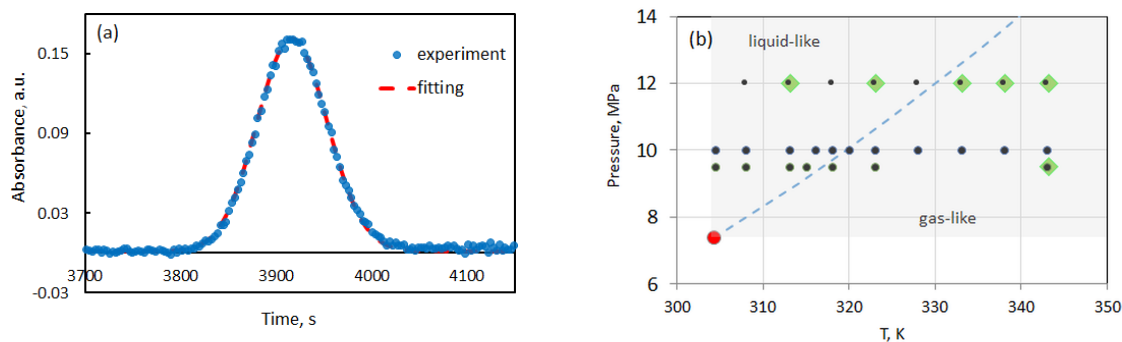 (a)
0.15
0.09
0.03
-0.03
Absorbance, a.u.
experiment
fitting
3700 3800 3900 4000 4100
Time, s
(b)
14
12
10
8
6
Pressure, MPa
liquid-like
gas-like
300 310 320 330 340 350
T, K